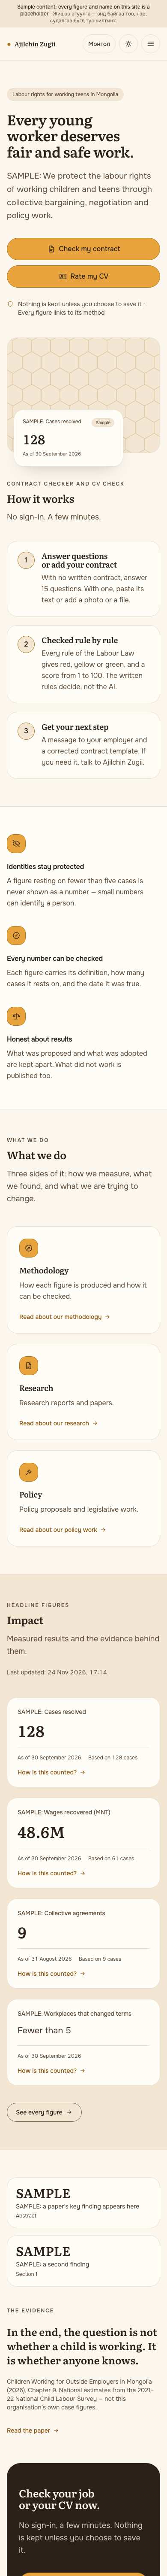 Sample content: every figure and name on this site is a
placeholder. Жишээ агуулга — энд байгаа тоо, нэр,
судалгаа бүгд түршилтынх.
Ajilchin Zugii
Монгол
Labour rights for working teens in Mongolia
Every young
worker deserves
fair and safe work.
SAMPLE: We protect the labour rights
of working children and teens through
collective bargaining, negotiation and
policy work.
Check my contract
Rate my CV
Nothing is kept unless you choose to save it ·
Every figure links to its method
SAMPLE: Cases resolved
Sample
128
As of 30 September 2026
CONTRACT CHECKER AND CV CHECK
How it works
No sign-in. A few minutes.
1
Answer questions
or add your contract
With no written contract, answer
15 questions. With one, paste its
text or add a photo or a file.
2
Checked rule by rule
Every rule of the Labour Law
gives red, yellow or green, and a
score from 1 to 100. The written
rules decide, not the AI.
3
Get your next step
A message to your employer and
a corrected contract template. If
you need it, talk to Ajilchin Zugii.
Identities stay protected
A figure resting on fewer than five cases is
never shown as a number — small numbers
can identify a person.
Every number can be checked
Each figure carries its definition, how many
cases it rests on, and the date it was true.
Honest about results
What was proposed and what was adopted
are kept apart. What did not work is
published too.
WHAT WE DO
What we do
Three sides of it: how we measure, what
we found, and what we are trying to
change.
Methodology
How each figure is produced and how it
can be checked.
Read about our methodology →
Research
Research reports and papers.
Read about our research →
Policy
Policy proposals and legislative work.
Read about our policy work →
HEADLINE FIGURES
Impact
Measured results and the evidence behind
them.
Last updated: 24 Nov 2026, 17:14
SAMPLE: Cases resolved
128
As of 30 September 2026 Based on 128 cases
How is this counted? →
SAMPLE: Wages recovered (MNT)
48.6M
As of 30 September 2026 Based on 61 cases
How is this counted? →
SAMPLE: Collective agreements
9
As of 31 August 2026 Based on 9 cases
How is this counted? →
SAMPLE: Workplaces that changed terms
Fewer than 5
As of 30 September 2026
How is this counted? →
See every figure →
SAMPLE
SAMPLE: a paper's key finding appears here
Abstract
SAMPLE
SAMPLE: a second finding
Section 1
THE EVIDENCE
In the end, the question is not
whether a child is working. It
is whether anyone knows.
Children Working for Outside Employers in Mongolia
(2026), Chapter 9. National estimates from the 2021–
22 National Child Labour Survey — not this
organisation's own case figures.
Read the paper →
Check your job
or your CV now.
No sign-in, a few minutes. Nothing
is kept unless you choose to save
it.